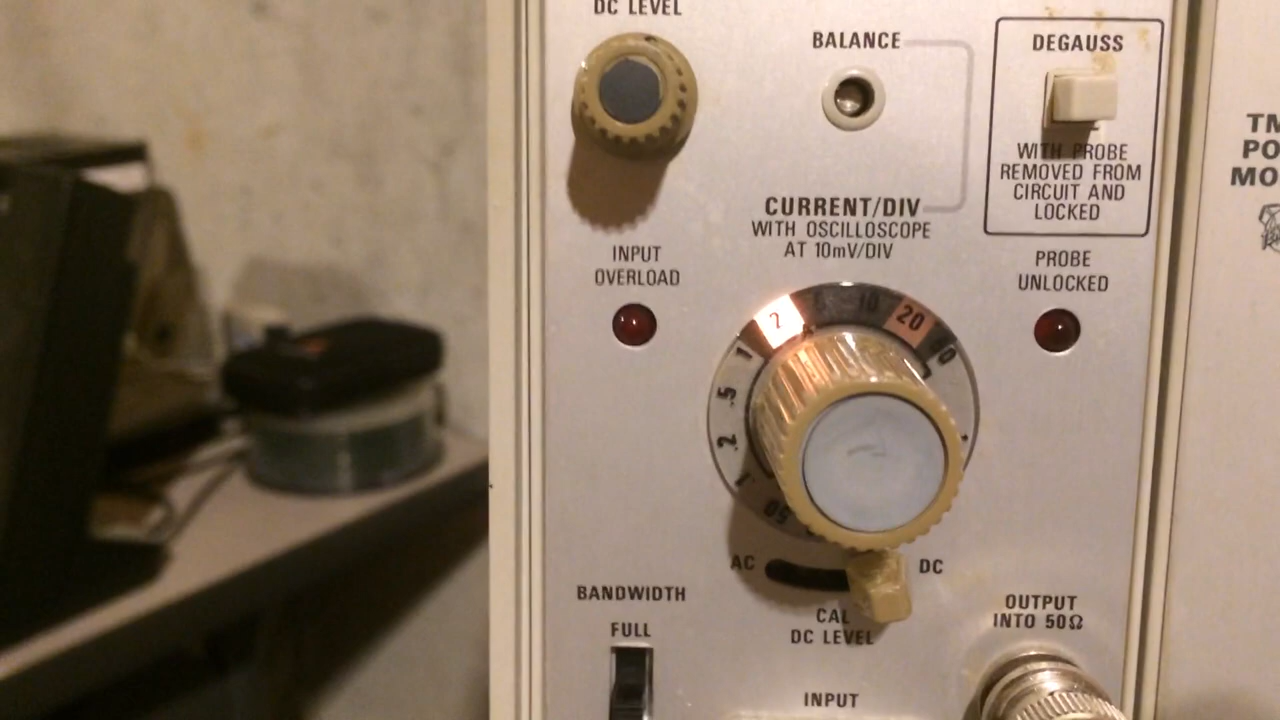 DC LEVEL
BALANCE
DEGAUSS
WITH PROBE
REMOVED FROM
CIRCUIT AND
LOCKED
CURRENT/DIV
WITH OSCILLOSCOPE
AT 10mV/DIV
INPUT
OVERLOAD
PROBE
UNLOCKED
2
10
20
1
.5
.2
.1
.05
AC
DC
CAL
DC LEVEL
BANDWIDTH
FULL
OUTPUT
INTO 50Ω
INPUT
TM
PO
MO